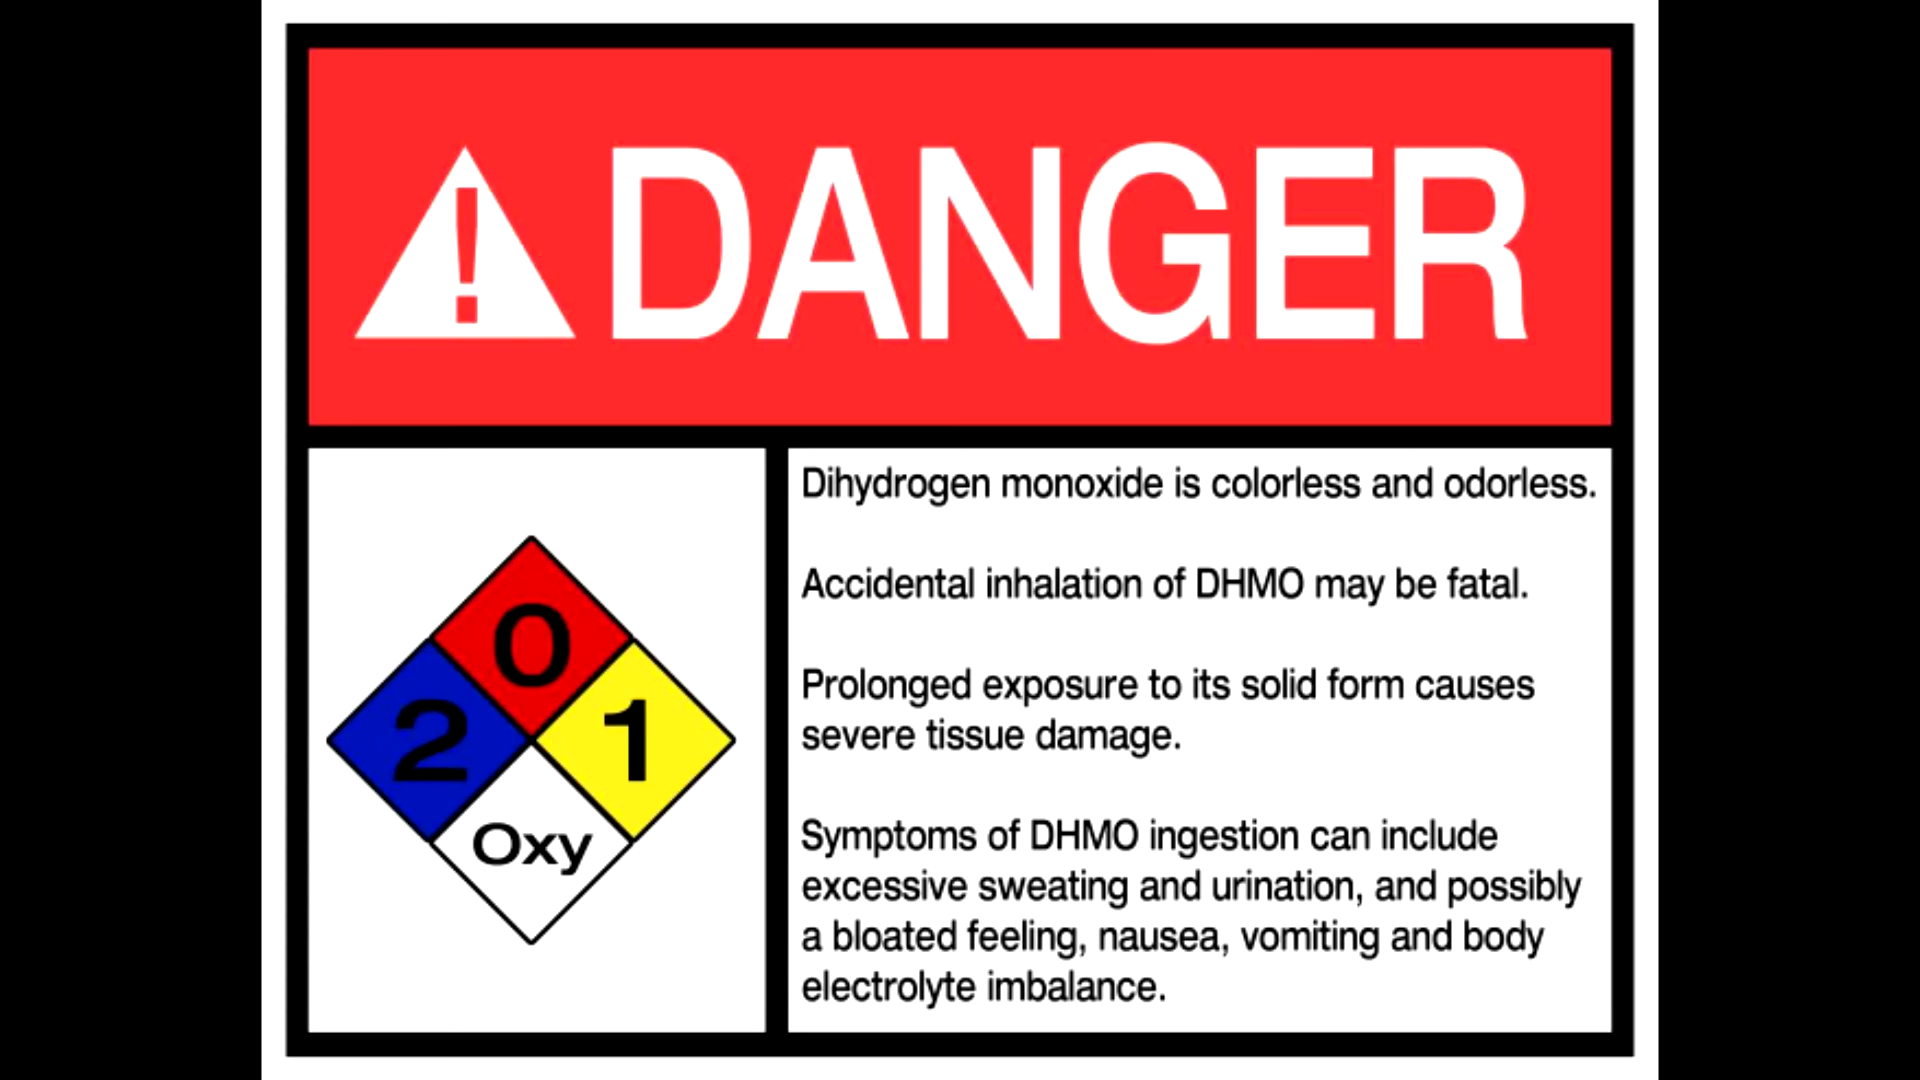 ! DANGER
0
2
1
Oxy
Dihydrogen monoxide is colorless and odorless.
Accidental inhalation of DHMO may be fatal.
Prolonged exposure to its solid form causes
severe tissue damage.
Symptoms of DHMO ingestion can include
excessive sweating and urination, and possibly
a bloated feeling, nausea, vomiting and body
electrolyte imbalance.